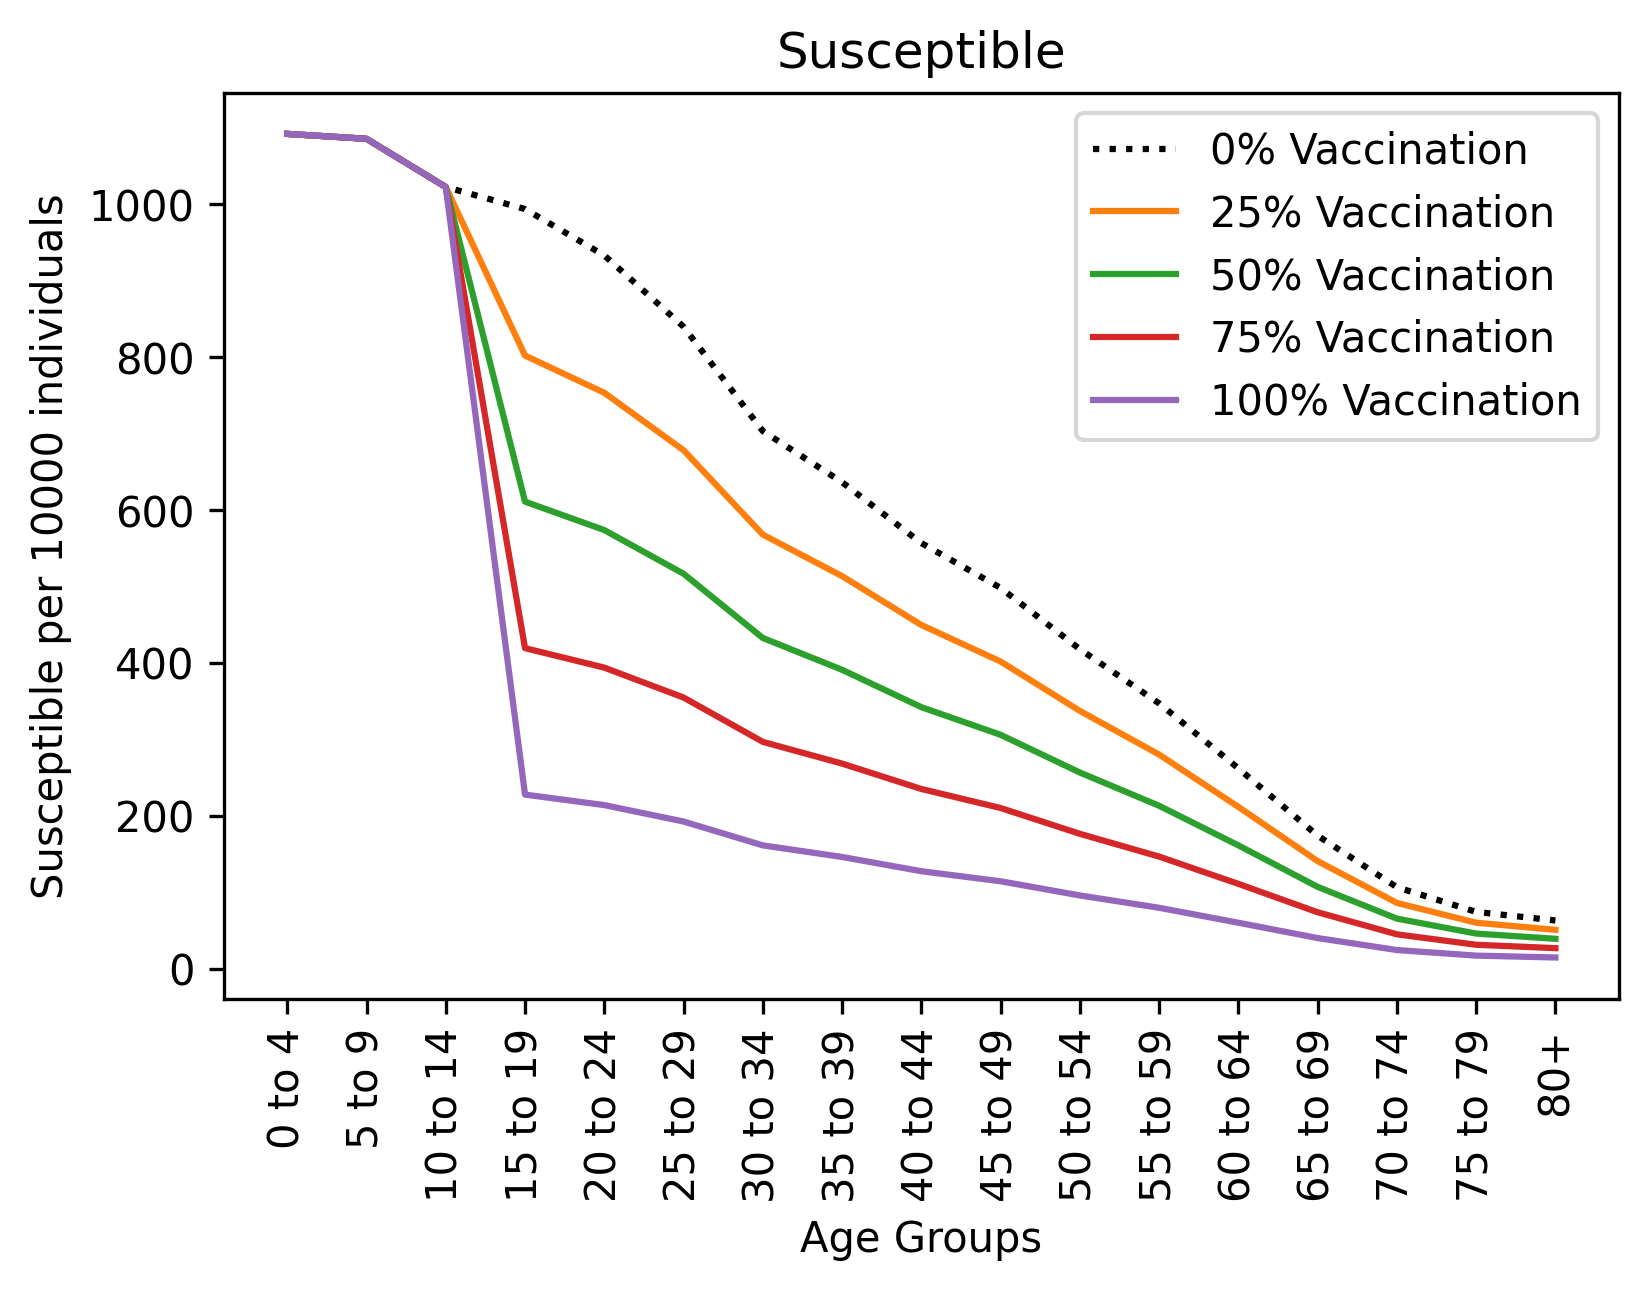 Susceptible
0% Vaccination
25% Vaccination
50% Vaccination
75% Vaccination
100% Vaccination
Susceptible per 10000 individuals
1000
800
600
400
200
0
0 to 4
5 to 9
10 to 14
15 to 19
20 to 24
25 to 29
30 to 34
35 to 39
40 to 44
45 to 49
50 to 54
55 to 59
60 to 64
65 to 69
70 to 74
75 to 79
80+
Age Groups